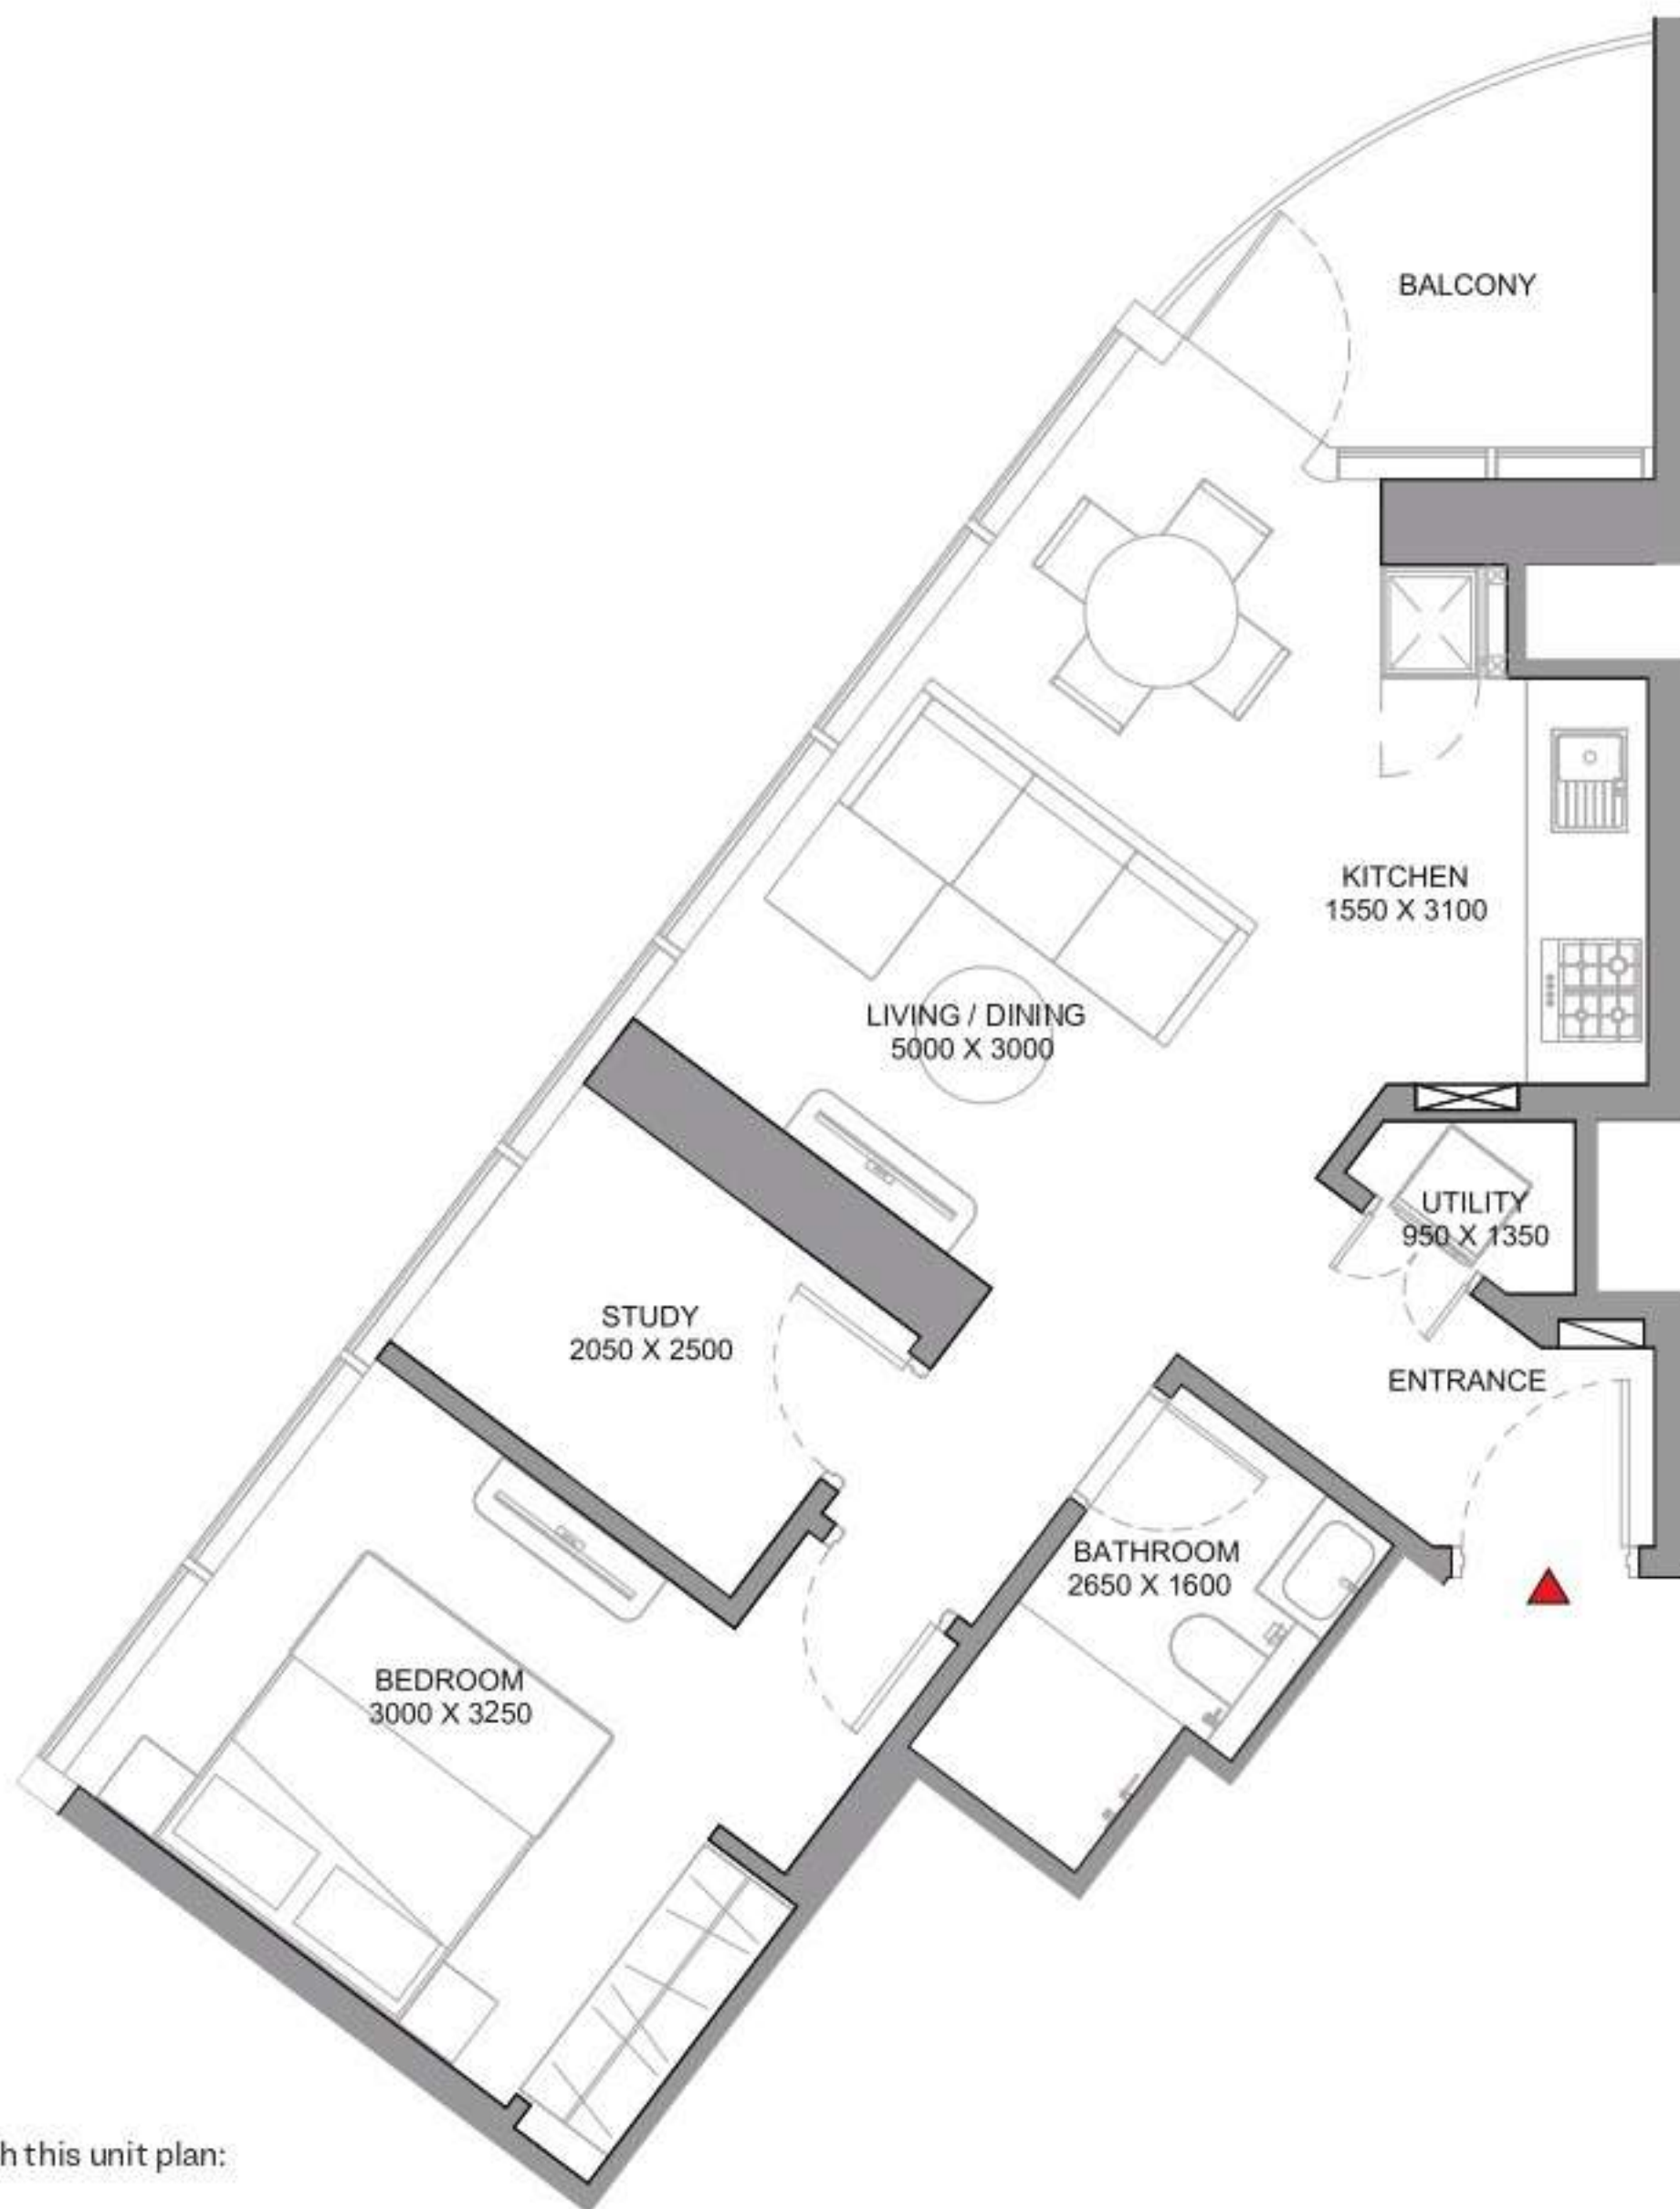 BALCONY
KITCHEN
1550 X 3100
LIVING / DINING
5000 X 3000
UTILITY
950 X 1350
STUDY
2050 X 2500
ENTRANCE
BATHROOM
2650 X 1600
BEDROOM
3000 X 3250
h this unit plan: